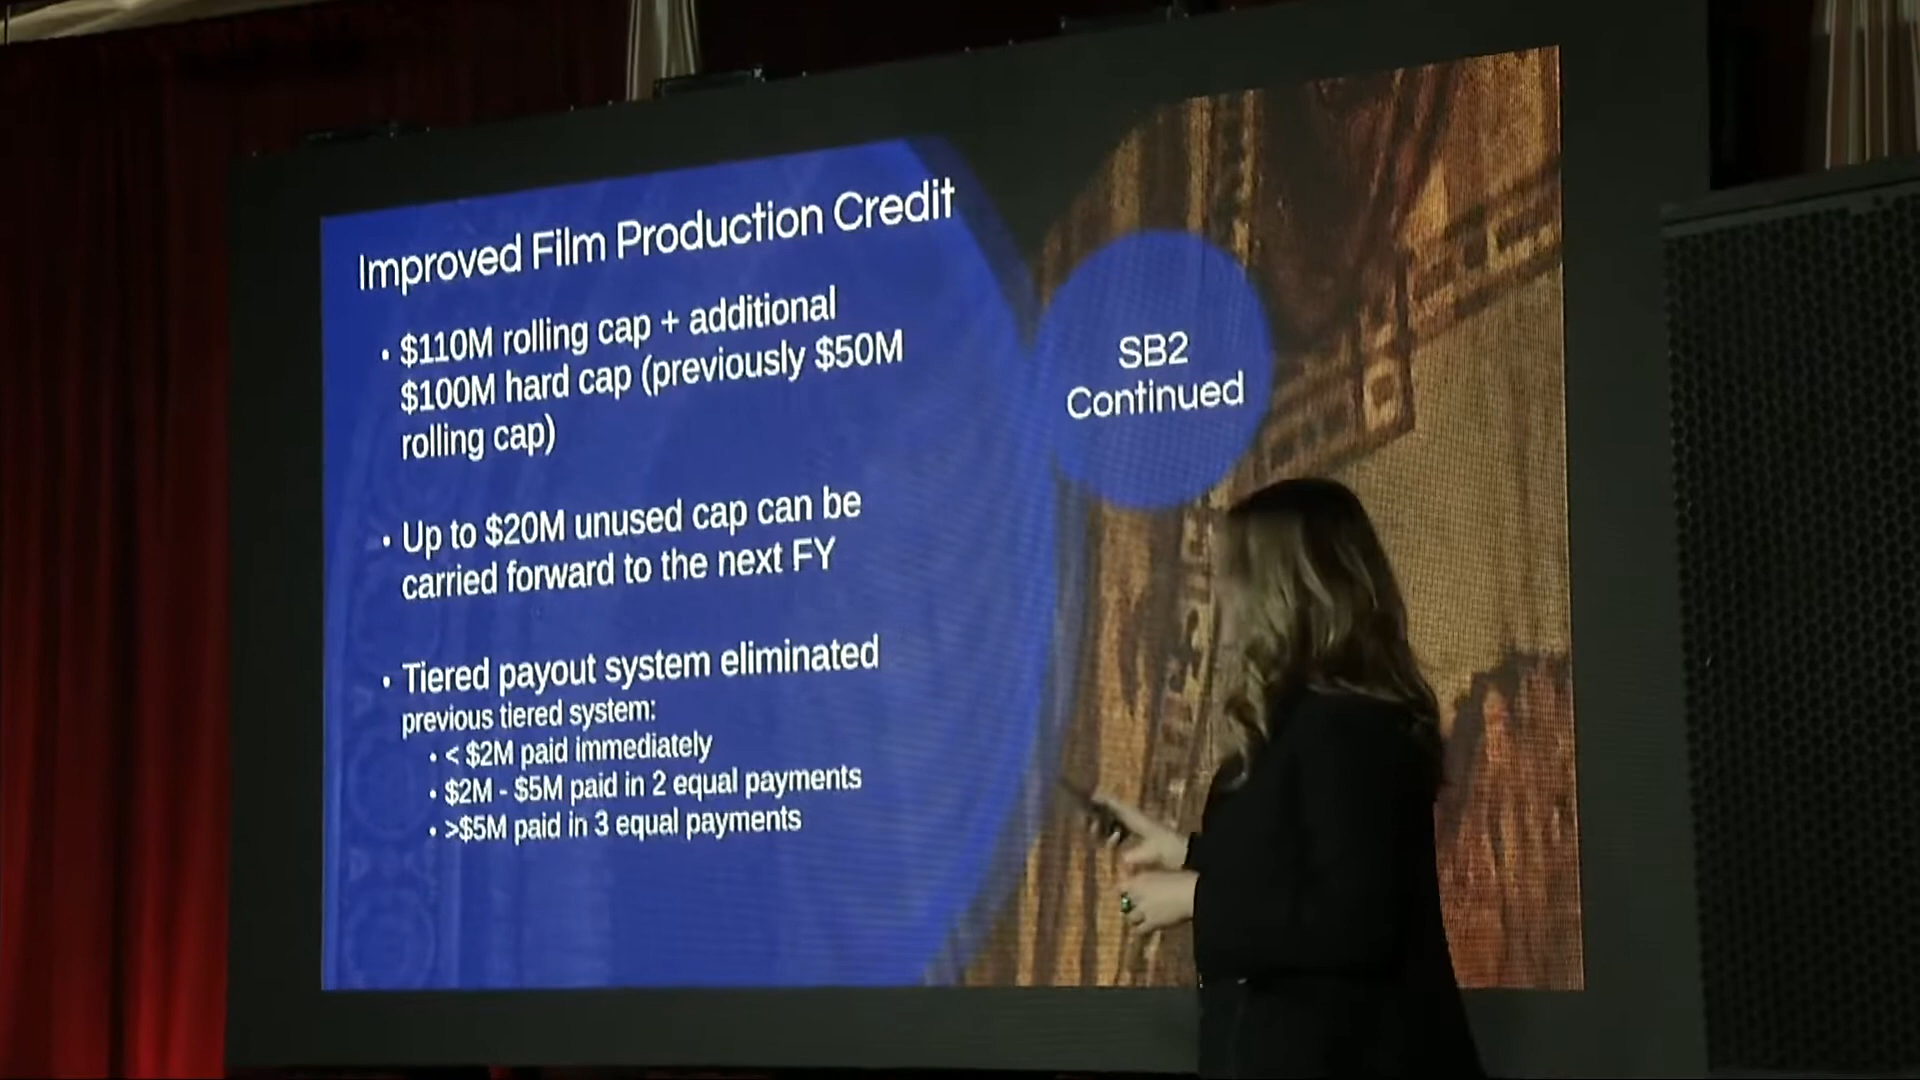 Improved Film Production Credit
• $110M rolling cap + additional
$100M hard cap (previously $50M
rolling cap)
• Up to $20M unused cap can be
carried forward to the next FY
• Tiered payout system eliminated
previous tiered system:
• < $2M paid immediately
• $2M - $5M paid in 2 equal payments
• >$5M paid in 3 equal payments
SB2
Continued